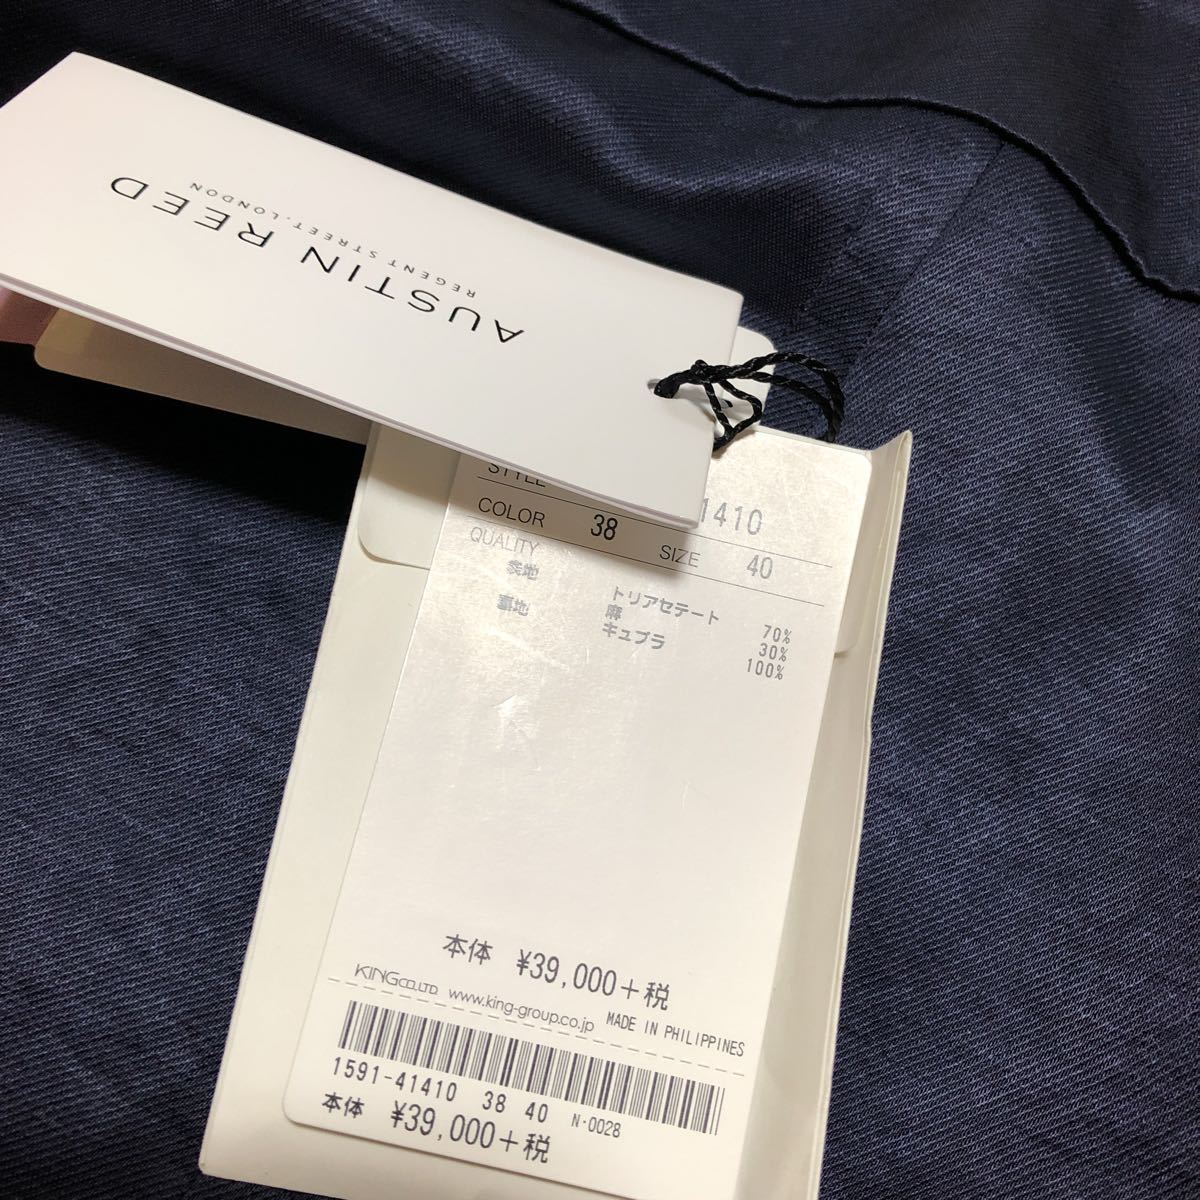 AUSTIN REED
REGENT STREET, LONDON
STYLE 1410
COLOR 38 SIZE 40
QUALITY
表地 トリアセテート 70%
麻 30%
裏地 キュプラ 100%
本体 ¥39,000+税
KING CO.,LTD. www.king-group.co.jp MADE IN PHILIPPINES
1591-41410 38 40 N-0028
本体 ¥39,000+税